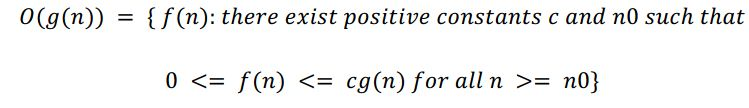 O(g(n)) = { f(n): there exist positive constants c and n0 such that
0 <= f(n) <= cg(n) for all n >= n0}